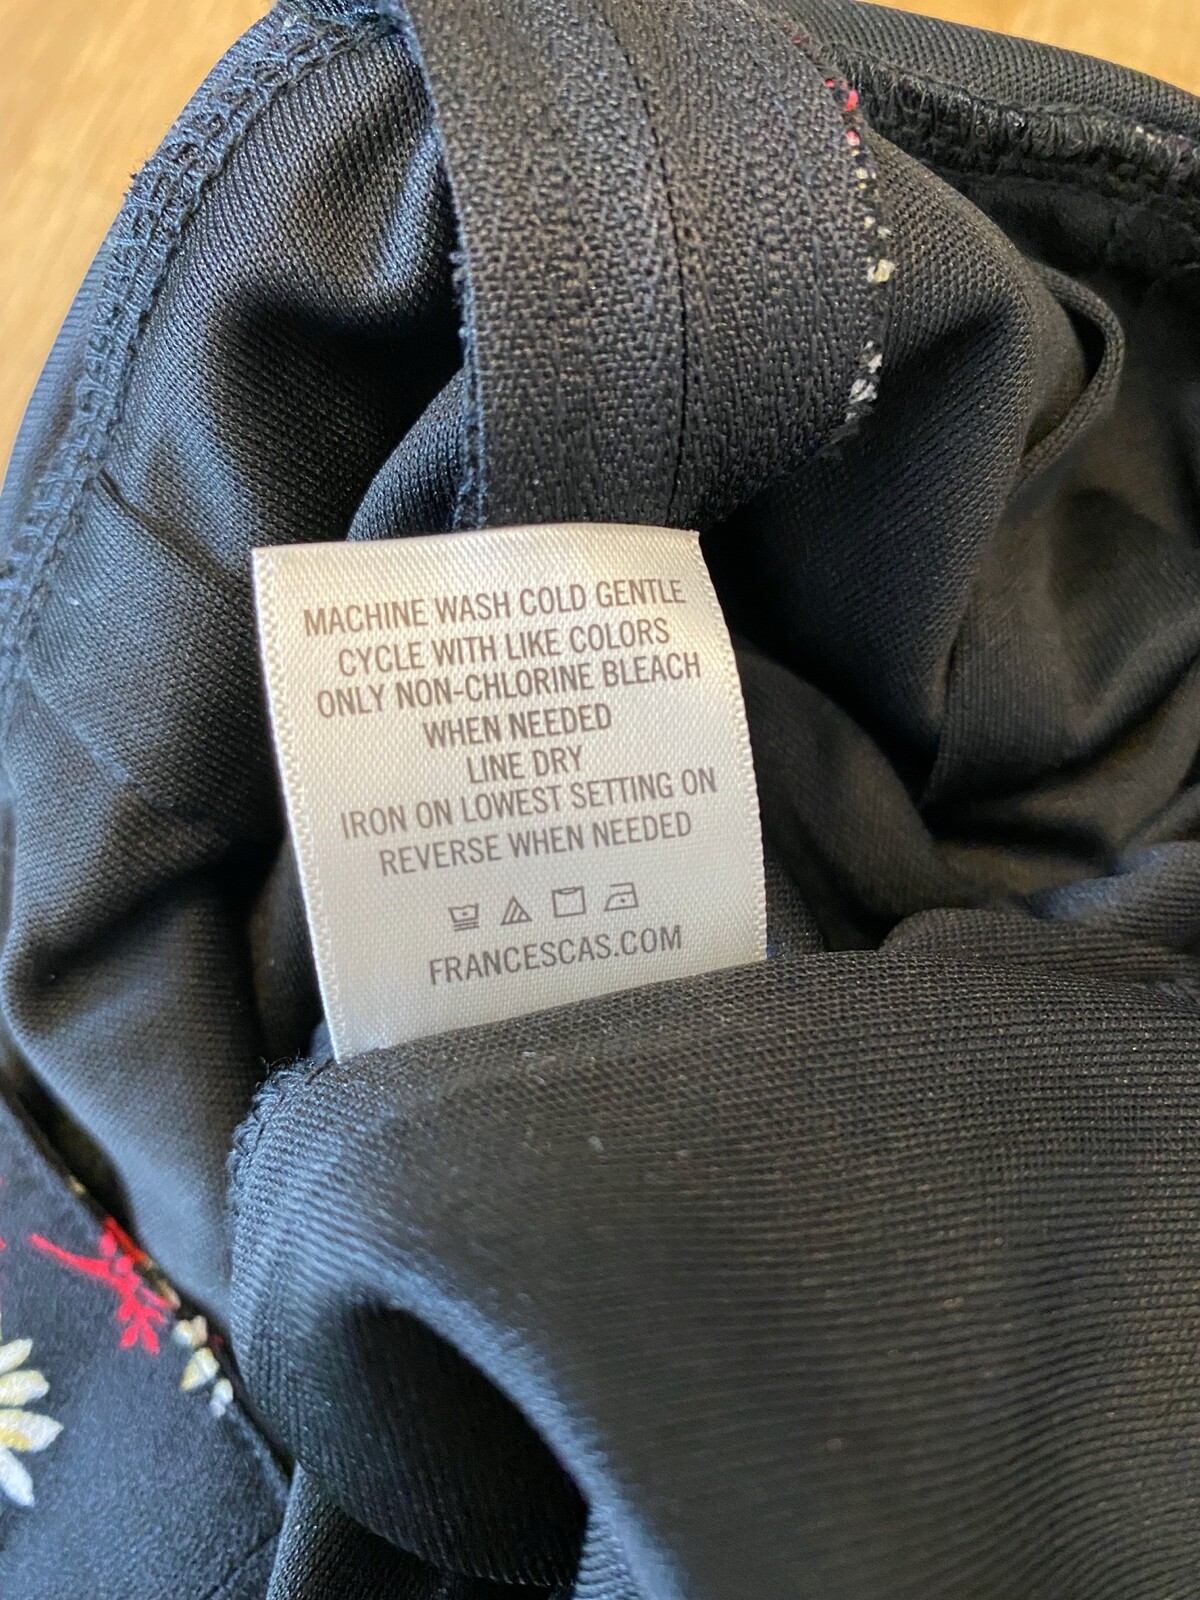 MACHINE WASH COLD GENTLE
CYCLE WITH LIKE COLORS
ONLY NON-CHLORINE BLEACH
WHEN NEEDED
LINE DRY
IRON ON LOWEST SETTING ON
REVERSE WHEN NEEDED
FRANCESCAS.COM